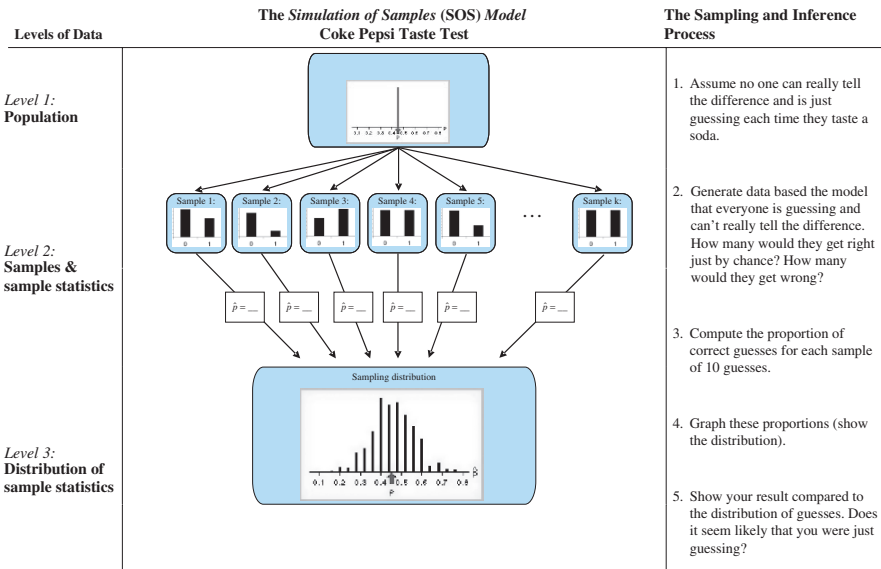 The Simulation of Samples (SOS) Model
Coke Pepsi Taste Test
The Sampling and Inference
Process
Levels of Data
Level 1:
Population
1. Assume no one can really tell
the difference and is just
guessing each time they taste a
soda.
Sample 1:
Sample 2:
Sample 3:
Sample 4:
Sample 5:
...
Sample k:
0 1
0 1
0 1
0 1
0 1
0 1
Level 2:
Samples &
sample statistics
2. Generate data based the model
that everyone is guessing and
can't really tell the difference.
How many would they get right
just by chance? How many
would they get wrong?
p̂ = __
p̂ = __
p̂ = __
p̂ = __
p̂ = __
p̂ = __
3. Compute the proportion of
correct guesses for each sample
of 10 guesses.
Sampling distribution
0.1 0.2 0.3 0.4 0.5 0.6 0.7 0.8
P
Level 3:
Distribution of
sample statistics
4. Graph these proportions (show
the distribution).
5. Show your result compared to
the distribution of guesses. Does
it seem likely that you were just
guessing?